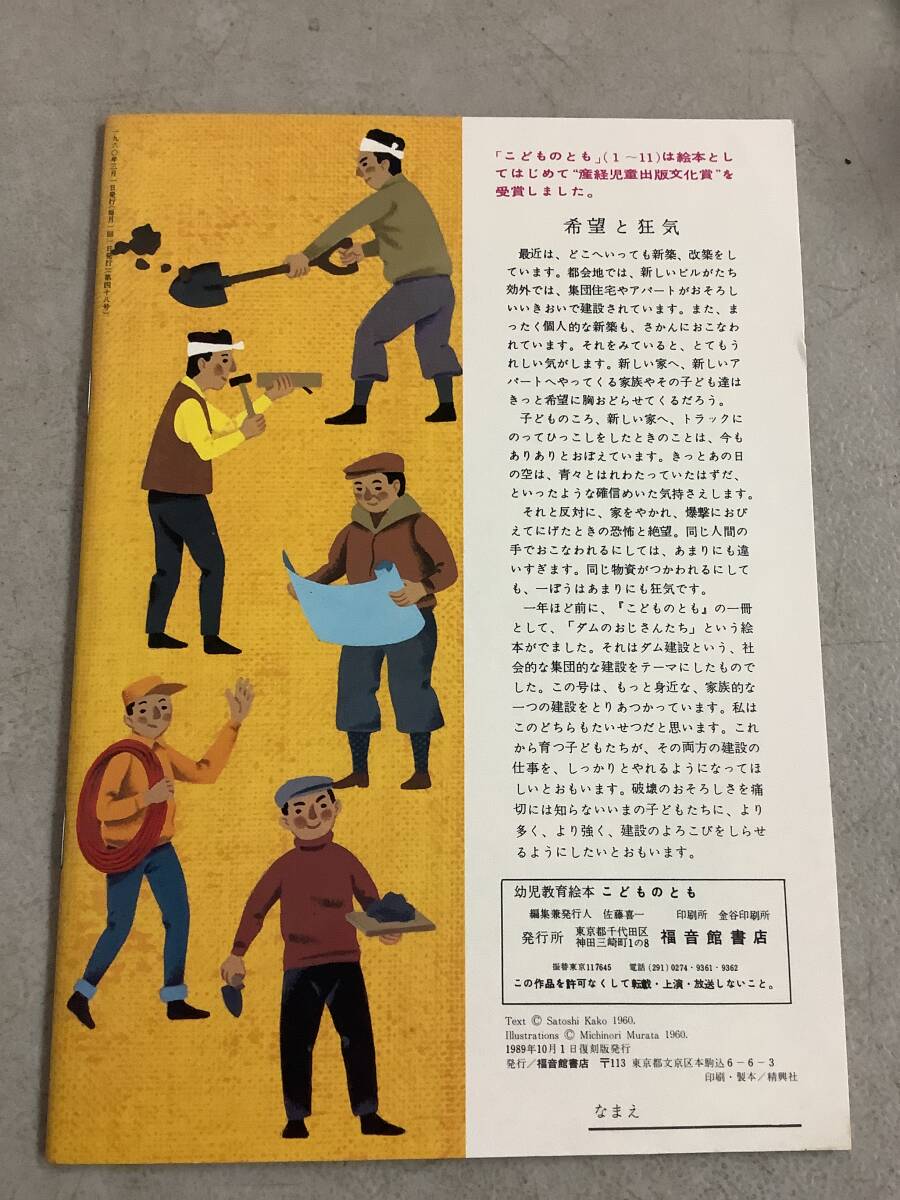 一九六〇年三月一日発行(毎月一回一日発行)(第四十八号)
「こどものとも」(1〜11)は絵本とし
てはじめて“産経児童出版文化賞”を
受賞しました。
希望と狂気
最近は、どこへいっても新築、改築をし
ています。都会地では、新しいビルがたち
効外では、集団住宅やアパートがおそろし
いいきおいで建設されています。また、ま
ったく個人的な新築も、さかんにおこなわ
れています。それをみていると、とてもう
れしい気がします。新しい家へ、新しいア
パートへやってくる家族やその子ども達は
きっと希望に胸おどらせてくるだろう。
子どものころ、新しい家へ、トラックに
のってひっこしをしたときのことは、今も
ありありとおぼえています。きっとあの日
の空は、青々とはれわたっていたはずだ、
といったような確信めいた気持さえします。
それと反対に、家をやかれ、爆撃におび
えてにげたときの恐怖と絶望。同じ人間の
手でおこなわれるにしては、あまりにも違
いすぎます。同じ物資がつかわれるにして
も、一ぽうはあまりにも狂気です。
一年ほど前に、『こどものとも』の一冊
として、「ダムのおじさんたち」という絵
本がでました。それはダム建設という、社
会的な集団的な建設をテーマにしたもので
した。この号は、もっと身近な、家族的な
一つの建設をとりあつかっています。私は
このどちらもたいせつだと思います。これ
から育つ子どもたちが、その両方の建設の
仕事を、しっかりとやれるようになってほ
しいとおもいます。破壊のおそろしさを痛
切には知らないいまの子どもたちに、より
多く、より強く、建設のよろこびをしらせ
るようにしたいとおもいます。
幼児教育絵本 こどものとも
編集兼発行人 佐藤喜一 印刷所 金谷印刷所
発行所 東京都千代田区神田三崎町1の8 福音館書店
振替東京117645 電話(291)0274・9361・9362
この作品を許可なくして転載・上演・放送しないこと。
Text © Satoshi Kako 1960.
Illustrations © Michinori Murata 1960.
1989年10月1日復刻版発行
発行/福音館書店 〒113 東京都文京区本駒込6-6-3
印刷・製本/精興社
なまえ